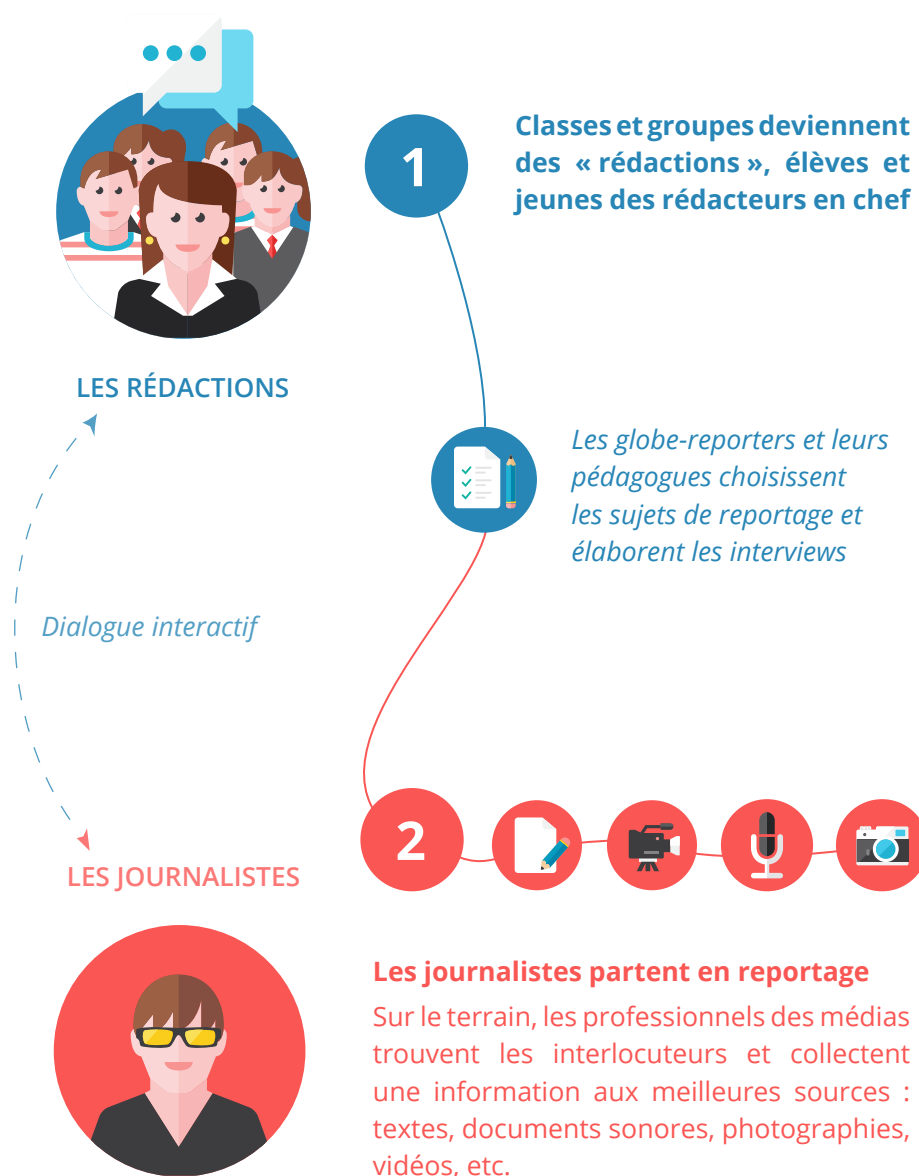 1
Classes et groupes deviennent
des « rédactions », élèves et
jeunes des rédacteurs en chef
LES RÉDACTIONS
Les globe-reporters et leurs
pédagogues choisissent
les sujets de reportage et
élaborent les interviews
Dialogue interactif
2
LES JOURNALISTES
Les journalistes partent en reportage
Sur le terrain, les professionnels des médias
trouvent les interlocuteurs et collectent
une information aux meilleures sources :
textes, documents sonores, photographies,
vidéos, etc.